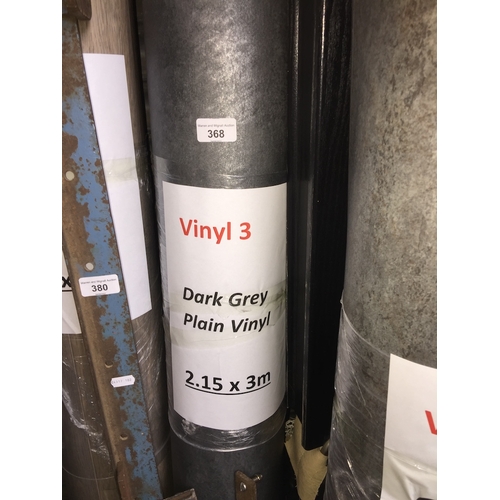 368
Vinyl 3
Dark Grey
Plain Vinyl
2.15 x 3m
380
x
V